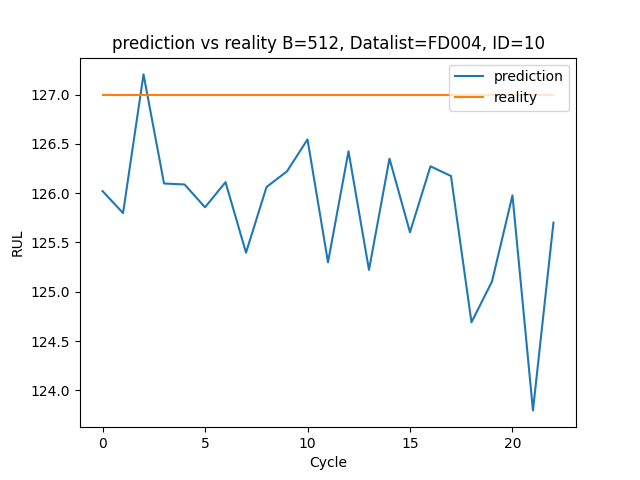 prediction vs reality B=512, Datalist=FD004, ID=10
prediction
reality
127.0
126.5
126.0
125.5
125.0
124.5
124.0
RUL
0 5 10 15 20
Cycle